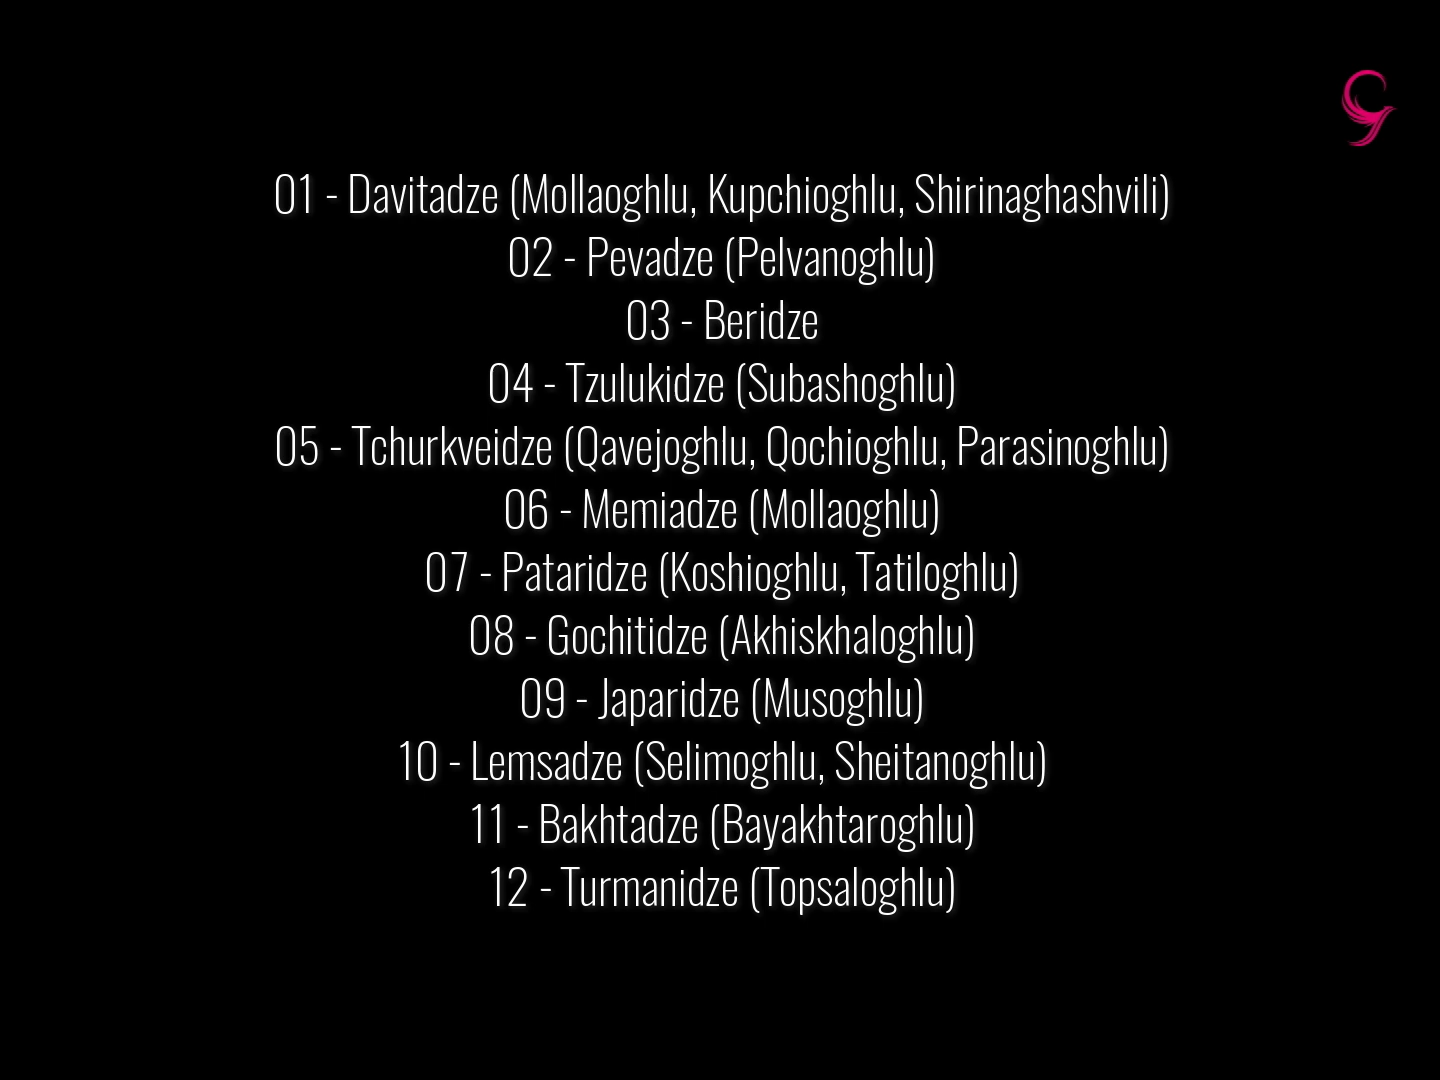 01 - Davitadze (Mollaoghlu, Kupchioghlu, Shirinaghashvili)
02 - Pevadze (Pelvanoghlu)
03 - Beridze
04 - Tzulukidze (Subashoghlu)
05 - Tchurkveidze (Qavejoghlu, Qochioghlu, Parasinoghlu)
06 - Memiadze (Mollaoghlu)
07 - Pataridze (Koshioghlu, Tatiloghlu)
08 - Gochitidze (Akhiskhaloghlu)
09 - Japaridze (Musoghlu)
10 - Lemsadze (Selimoghlu, Sheitanoghlu)
11 - Bakhtadze (Bayakhtaroghlu)
12 - Turmanidze (Topsaloghlu)